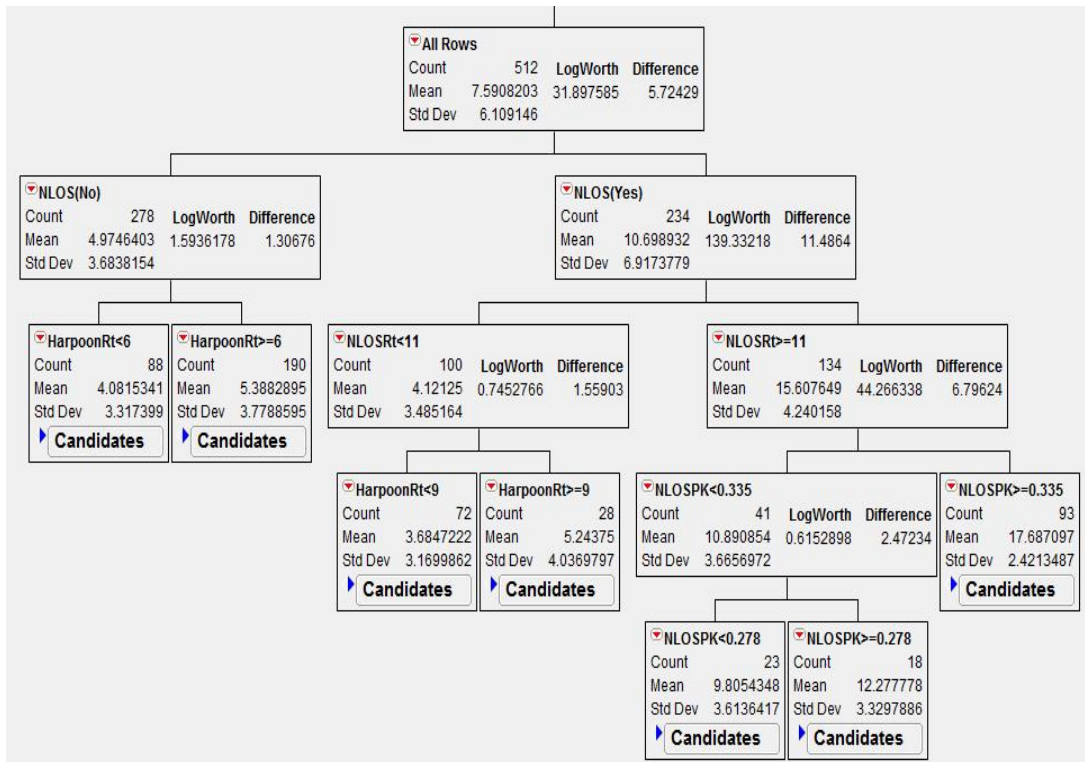 All Rows
Count 512 LogWorth Difference
Mean 7.5908203 31.897585 5.72429
Std Dev 6.109146
NLOS(No)
Count 278 LogWorth Difference
Mean 4.9746403 1.5936178 1.30676
Std Dev 3.6838154
NLOS(Yes)
Count 234 LogWorth Difference
Mean 10.698932 139.33218 11.4864
Std Dev 6.9173779
HarpoonRt<6
Count 88
Mean 4.0815341
Std Dev 3.317399
Candidates
HarpoonRt>=6
Count 190
Mean 5.3882895
Std Dev 3.7788595
Candidates
NLOSRt<11
Count 100 LogWorth Difference
Mean 4.12125 0.7452766 1.55903
Std Dev 3.485164
NLOSRt>=11
Count 134 LogWorth Difference
Mean 15.607649 44.266338 6.79624
Std Dev 4.240158
HarpoonRt<9
Count 72
Mean 3.6847222
Std Dev 3.1699862
Candidates
HarpoonRt>=9
Count 28
Mean 5.24375
Std Dev 4.0369797
Candidates
NLOSPK<0.335
Count 41 LogWorth Difference
Mean 10.890854 0.6152898 2.47234
Std Dev 3.6656972
NLOSPK>=0.335
Count 93
Mean 17.687097
Std Dev 2.4213487
Candidates
NLOSPK<0.278
Count 23
Mean 9.8054348
Std Dev 3.6136417
Candidates
NLOSPK>=0.278
Count 18
Mean 12.277778
Std Dev 3.3297886
Candidates